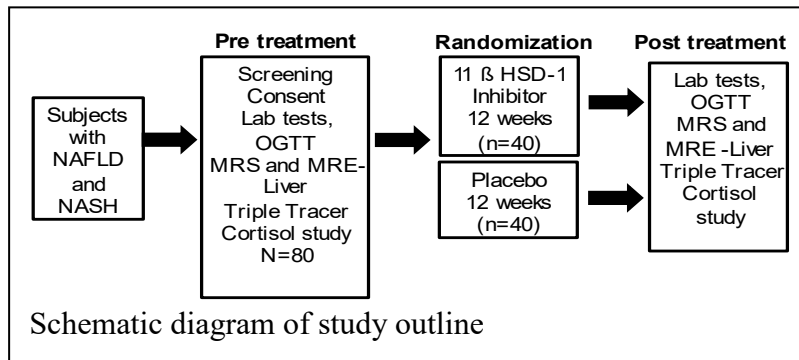 Pre treatment
Randomization
Post treatment
Subjects
with
NAFLD
and
NASH
Screening
Consent
Lab tests,
OGTT
MRS and MRE-
Liver
Triple Tracer
Cortisol study
N=80
11 ß HSD-1
Inhibitor
12 weeks
(n=40)
Placebo
12 weeks
(n=40)
Lab tests,
OGTT
MRS and
MRE -Liver
Triple Tracer
Cortisol
study
Schematic diagram of study outline